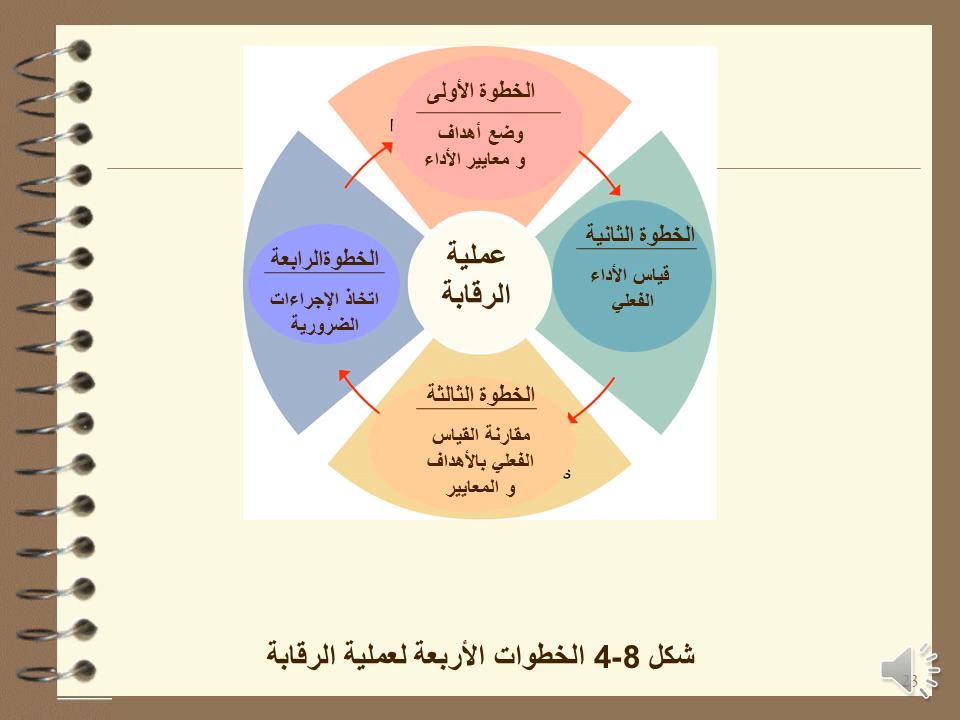 الخطوة الأولى
وضع أهداف
و معايير الأداء
الخطوة الثانية
قياس الأداء
الفعلي
الخطوة الثالثة
مقارنة القياس
الفعلي بالأهداف
و المعايير
الخطوةالرابعة
اتخاذ الإجراءات
الضرورية
عملية
الرقابة
شكل 8-4 الخطوات الأربعة لعملية الرقابة
23